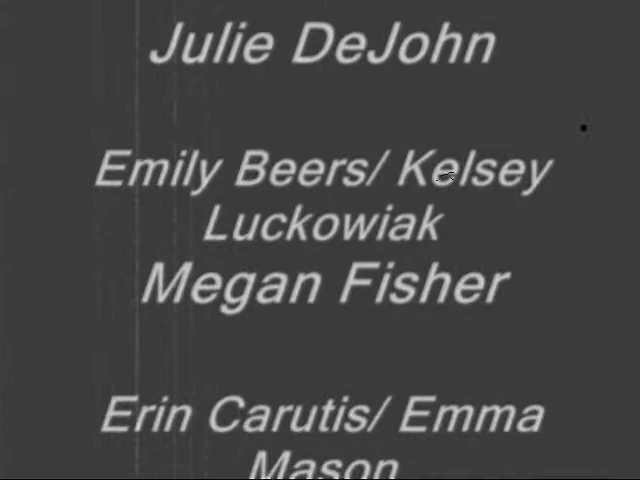 Julie DeJohn
Emily Beers/ Kelsey
Luckowiak
Megan Fisher
Erin Carutis/ Emma
Mason